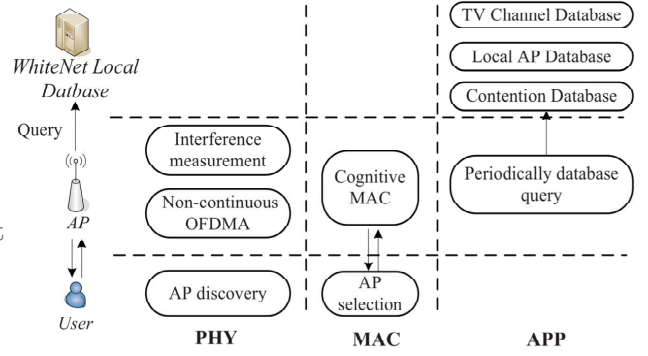 TV Channel Database
WhiteNet Local
Datbase
Local AP Database
Contention Database
Query
Interference
measurement
Cognitive
MAC
Periodically database
query
Non-continuous
OFDMA
AP
AP discovery
AP
selection
User
PHY
MAC
APP